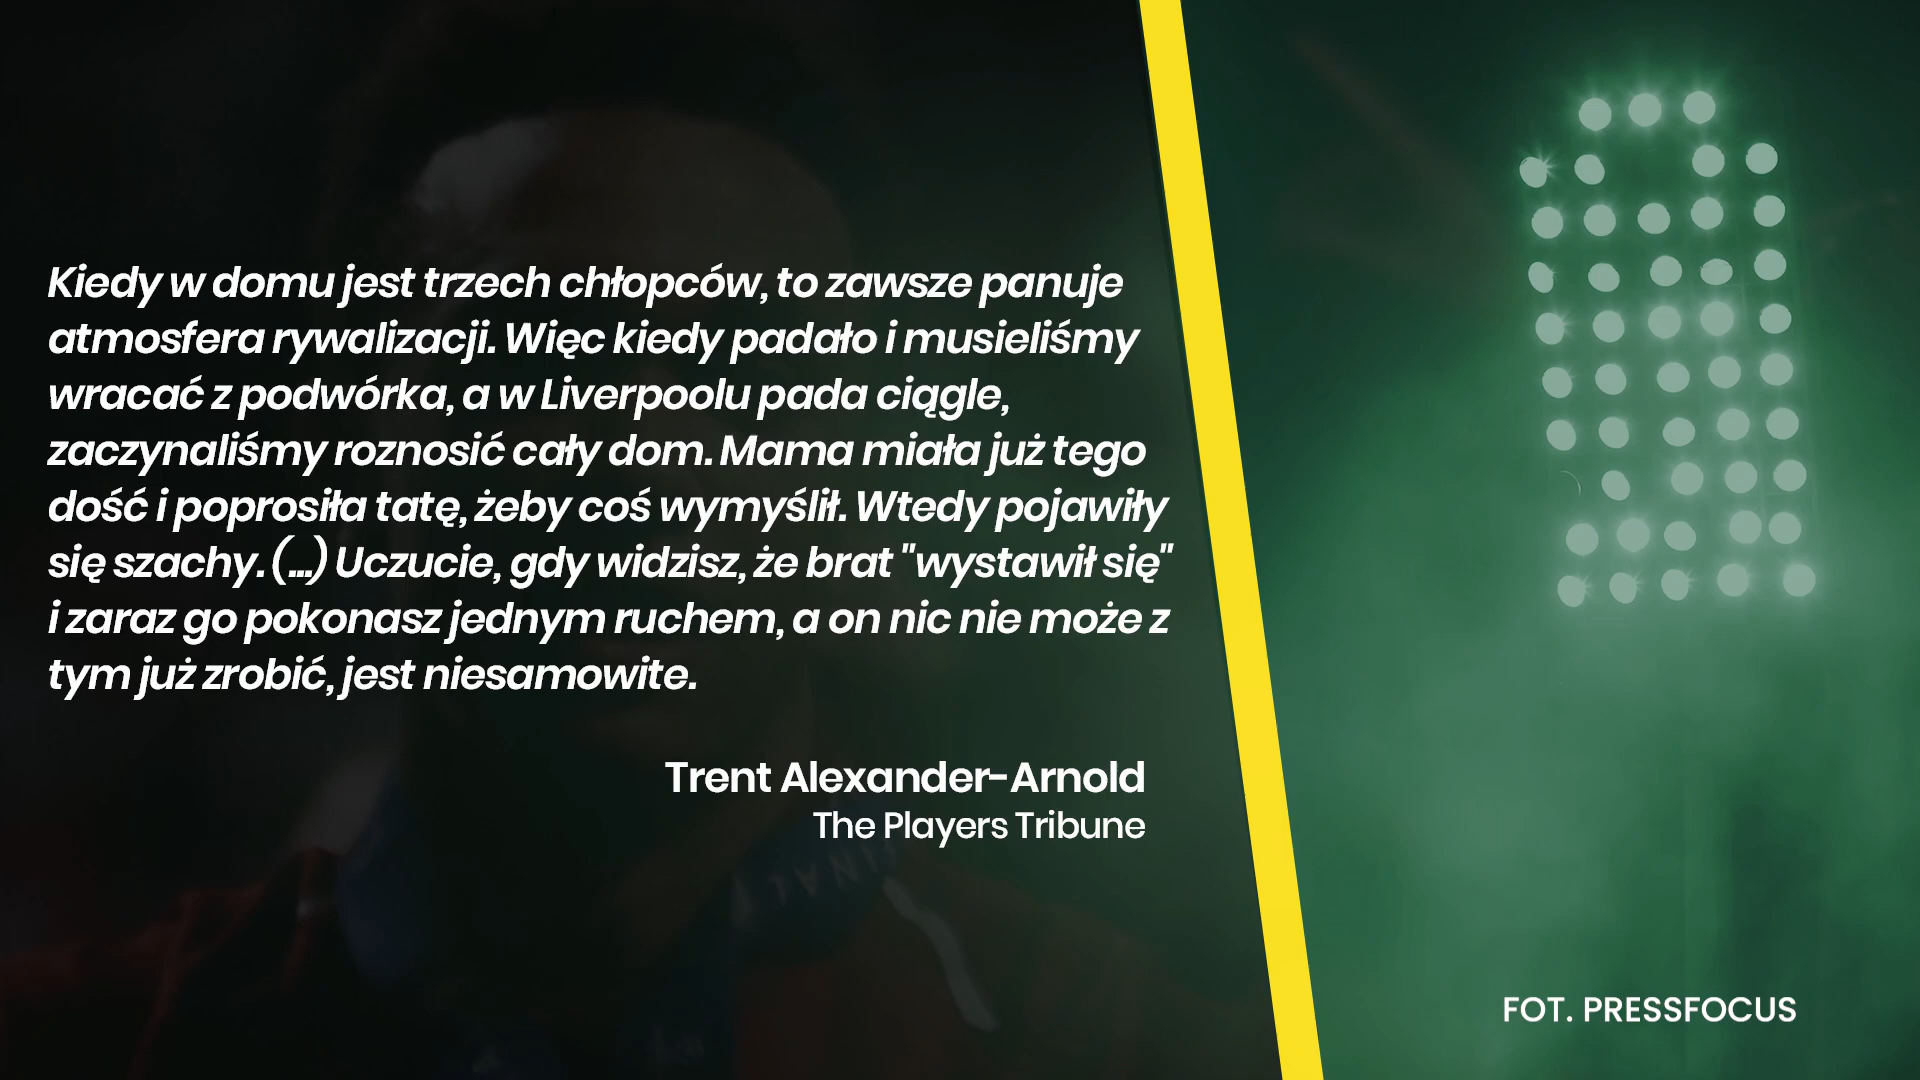 Kiedy w domu jest trzech chłopców, to zawsze panuje
atmosfera rywalizacji. Więc kiedy padało i musieliśmy
wracać z podwórka, a w Liverpoolu pada ciągle,
zaczynaliśmy roznosić cały dom. Mama miała już tego
dość i poprosiła tatę, żeby coś wymyślił. Wtedy pojawiły
się szachy. (...) Uczucie, gdy widzisz, że brat "wystawił się"
i zaraz go pokonasz jednym ruchem, a on nic nie może z
tym już zrobić, jest niesamowite.
Trent Alexander-Arnold
The Players Tribune
FOT. PRESSFOCUS